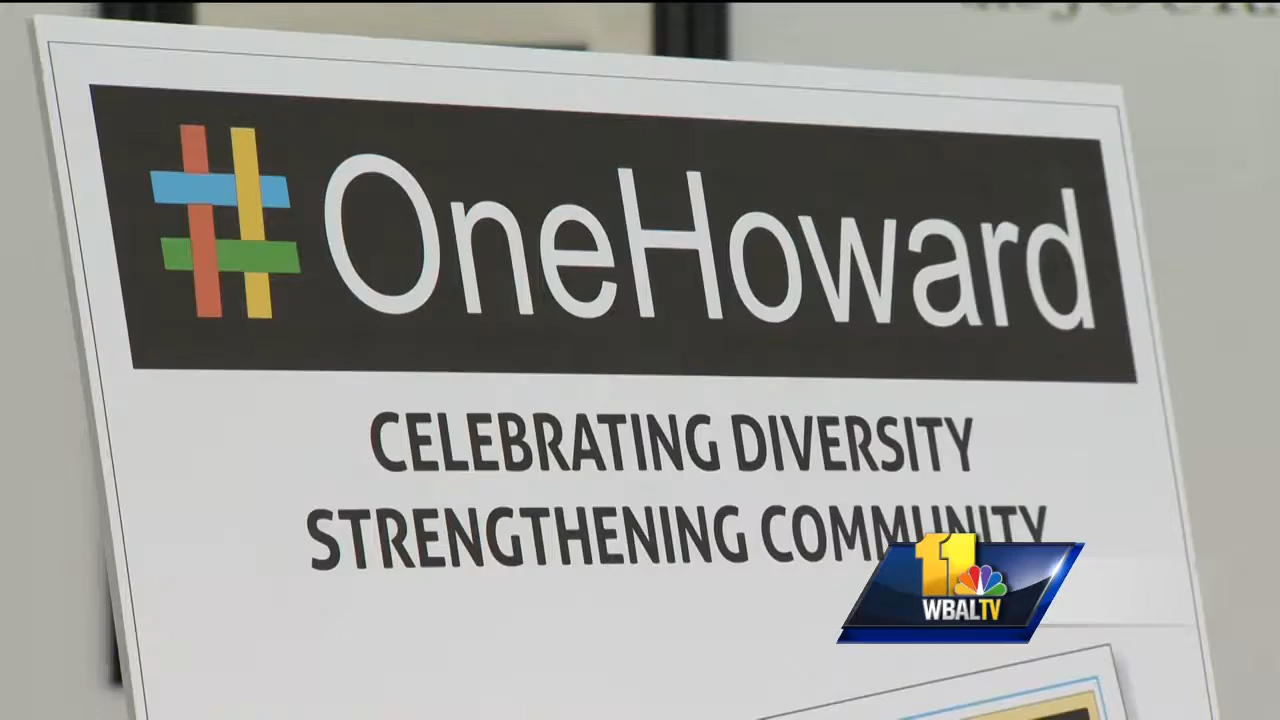 #OneHoward
CELEBRATING DIVERSITY
STRENGTHENING COMMUNITY
11
WBALTV